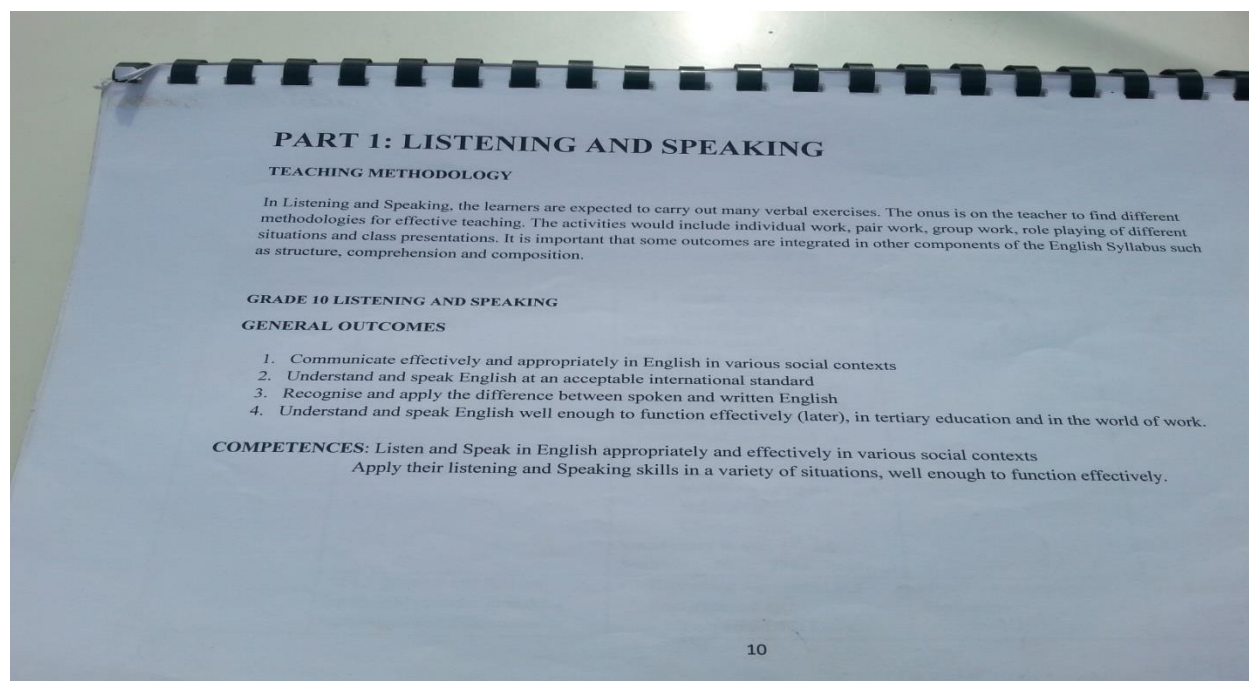 PART 1: LISTENING AND SPEAKING
TEACHING METHODOLOGY
In Listening and Speaking, the learners are expected to carry out many verbal exercises. The onus is on the teacher to find different
methodologies for effective teaching. The activities would include individual work, pair work, group work, role playing of different
situations and class presentations. It is important that some outcomes are integrated in other components of the English Syllabus such
as structure, comprehension and composition.
GRADE 10 LISTENING AND SPEAKING
GENERAL OUTCOMES
1. Communicate effectively and appropriately in English in various social contexts
2. Understand and speak English at an acceptable international standard
3. Recognise and apply the difference between spoken and written English
4. Understand and speak English well enough to function effectively (later), in tertiary education and in the world of work.
COMPETENCES: Listen and Speak in English appropriately and effectively in various social contexts
Apply their listening and Speaking skills in a variety of situations, well enough to function effectively.
10